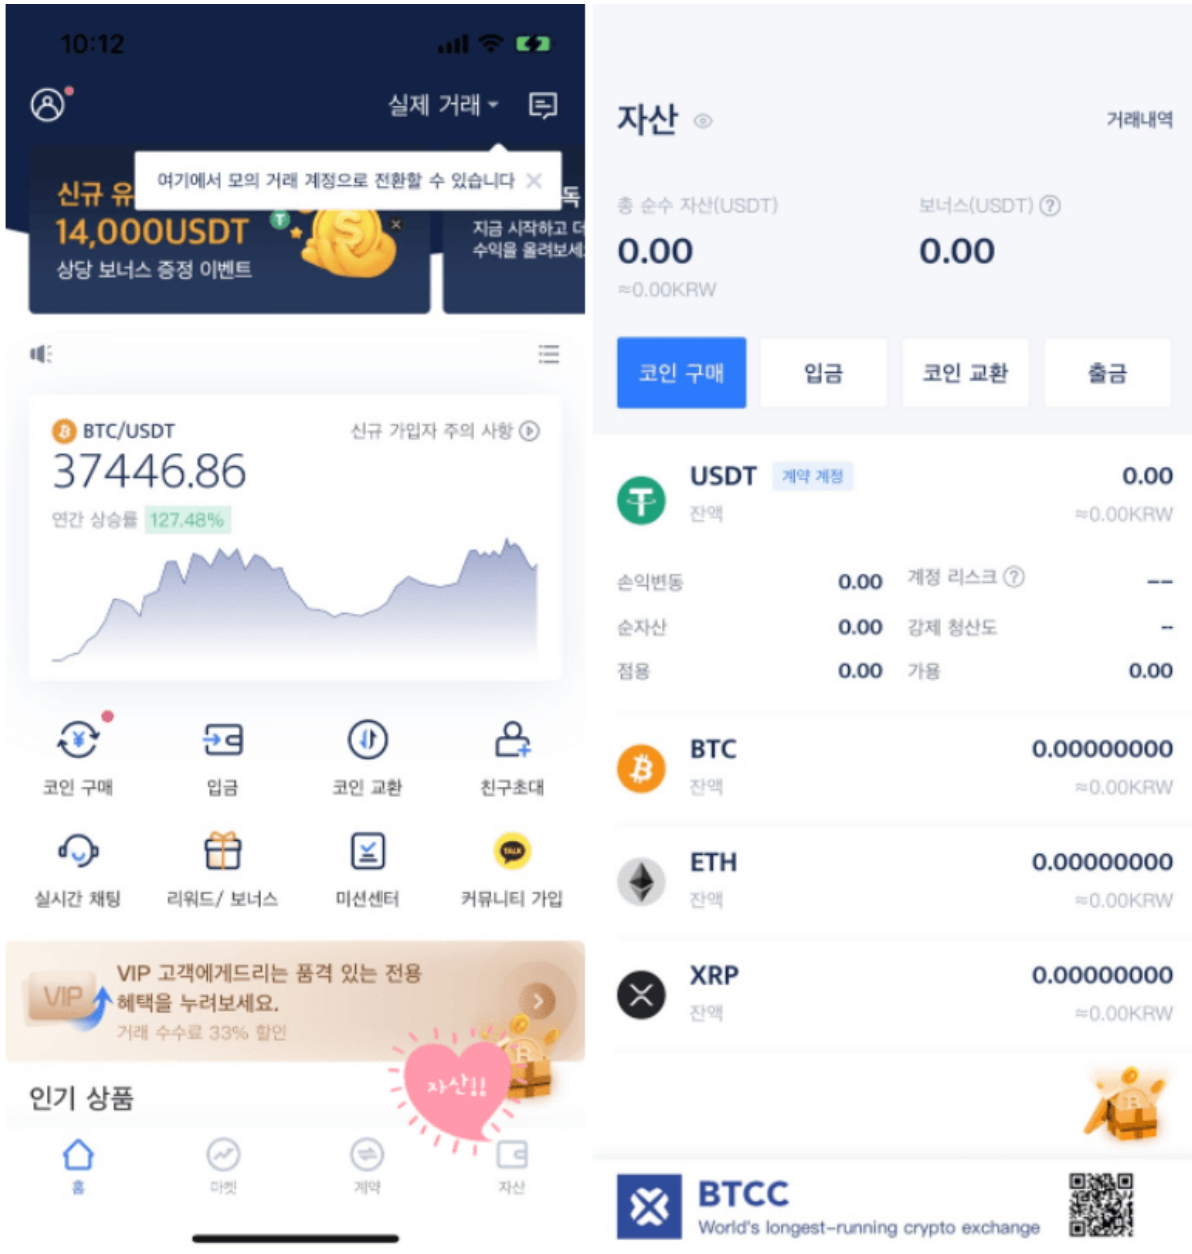 10:12
실제 거래
여기에서 모의 거래 계정으로 전환할 수 있습니다
신규 유
14,000USDT
상당 보너스 증정 이벤트
독
지금 시작하고 더
수익을 올려보세
BTC/USDT
신규 가입자 주의 사항
37446.86
연간 상승률 127.48%
코인 구매
입금
코인 교환
친구초대
TALK
실시간 채팅
리워드/ 보너스
미션센터
커뮤니티 가입
VIP
VIP 고객에게드리는 품격 있는 전용
혜택을 누려보세요.
거래 수수료 33% 할인
자산!!
인기 상품
홈
마켓
계약
자산
자산
거래내역
총 순수 자산(USDT)
보너스(USDT) ?
0.00
0.00
≈0.00KRW
코인 구매
입금
코인 교환
출금
USDT 계약 계정
0.00
잔액
≈0.00KRW
손익변동
0.00
계정 리스크 ?
--
순자산
0.00
강제 청산도
--
점용
0.00
가용
0.00
BTC
0.00000000
잔액
≈0.00KRW
ETH
0.00000000
잔액
≈0.00KRW
XRP
0.00000000
잔액
≈0.00KRW
BTCC
World's longest-running crypto exchange